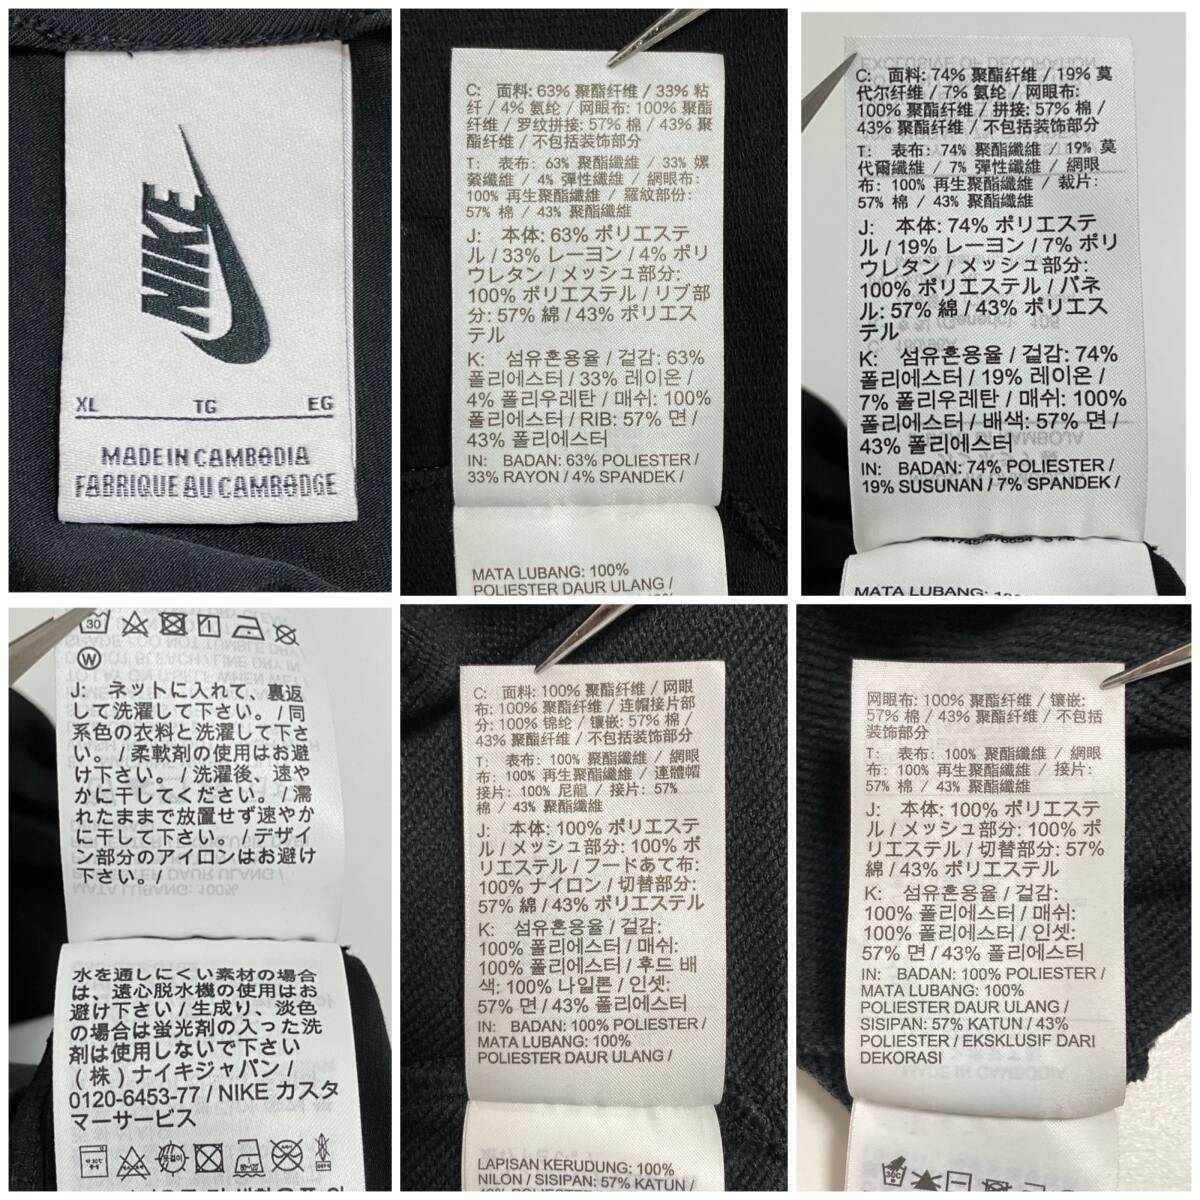 NIKE
XL TG EG
MADE IN CAMBODIA
FABRIQUE AU CAMBODGE
C: 面料: 63% 聚酯纤维 / 33% 粘
纤 / 4% 氨纶 / 网眼布: 100% 聚酯
纤维 / 罗纹拼接: 57% 棉 / 43% 聚
酯纤维 / 不包括装饰部分
T: 表布: 63% 聚酯纖維 / 33% 嫘
縈纖維 / 4% 彈性纖維 / 網眼布:
100% 再生聚酯纖維 / 羅紋部份:
57% 棉 / 43% 聚酯纖維
J: 本体: 63% ポリエステ
ル / 33% レーヨン / 4% ポリ
ウレタン / メッシュ部分:
100% ポリエステル / リブ部
分: 57% 綿 / 43% ポリエス
テル
K: 섬유혼용율 / 겉감: 63%
폴리에스터 / 33% 레이온 /
4% 폴리우레탄 / 매쉬: 100%
폴리에스터 / RIB: 57% 면 /
43% 폴리에스터
IN: BADAN: 63% POLIESTER /
33% RAYON / 4% SPANDEK /
MATA LUBANG: 100%
POLIESTER DAUR ULANG /
C: 面料: 74% 聚酯纤维 / 19% 莫
代尔纤维 / 7% 氨纶 / 网眼布:
100% 聚酯纤维 / 拼接: 57% 棉 /
43% 聚酯纤维 / 不包括装饰部分
T: 表布: 74% 聚酯纖維 / 19% 莫
代爾纖維 / 7% 彈性纖維 / 網眼
布: 100% 再生聚酯纖維 / 裁片:
57% 棉 / 43% 聚酯纖維
J: 本体: 74% ポリエステ
ル / 19% レーヨン / 7% ポリ
ウレタン / メッシュ部分:
100% ポリエステル / パネ
ル: 57% 綿 / 43% ポリエス
テル
K: 섬유혼용율 / 겉감: 74%
폴리에스터 / 19% 레이온 /
7% 폴리우레탄 / 매쉬: 100%
폴리에스터 / 배색: 57% 면 /
43% 폴리에스터
IN: BADAN: 74% POLIESTER /
19% SUSUNAN / 7% SPANDEK /
MATA LUBANG:
30
W
J: ネットに入れて、裏返
して洗濯して下さい。/ 同
系色の衣料と洗濯して下さ
い。/ 柔軟剤の使用はお避
け下さい。/ 洗濯後、速や
かに干してください。/ 濡
れたままで放置せず速やか
に干して下さい。/ デザイ
ン部分のアイロンはお避け
下さい。/
水を通しにくい素材の場合
は、遠心脱水機の使用はお
避け下さい / 生成り、淡色
の場合は蛍光剤の入った洗
剤は使用しないで下さい
(株) ナイキジャパン /
0120-6453-77 / NIKE カスタ
マーサービス
C: 面料: 100% 聚酯纤维 / 网眼
布: 100% 聚酯纤维 / 连帽接片部
分: 100% 锦纶 / 镶嵌: 57% 棉 /
43% 聚酯纤维 / 不包括装饰部分
T: 表布: 100% 聚酯纖維 / 網眼
布: 100% 再生聚酯纖維 / 連體帽
接片: 100% 尼龍 / 接片: 57%
棉 / 43% 聚酯纖維
J: 本体: 100% ポリエステ
ル / メッシュ部分: 100% ポ
リエステル / フードあて布:
100% ナイロン / 切替部分:
57% 綿 / 43% ポリエステル
K: 섬유혼용율 / 겉감:
100% 폴리에스터 / 매쉬:
100% 폴리에스터 / 후드 배
색: 100% 나일론 / 인셋:
57% 면 / 43% 폴리에스터
IN: BADAN: 100% POLIESTER /
MATA LUBANG: 100%
POLIESTER DAUR ULANG /
LAPISAN KERUDUNG: 100%
NILON / SISIPAN: 57% KATUN /
网眼布: 100% 聚酯纤维 / 镶嵌:
57% 棉 / 43% 聚酯纤维 / 不包括
装饰部分
T: 表布: 100% 聚酯纖維 / 網眼
布: 100% 再生聚酯纖維 / 接片:
57% 棉 / 43% 聚酯纖維
J: 本体: 100% ポリエステ
ル / メッシュ部分: 100% ポ
リエステル / 切替部分: 57%
綿 / 43% ポリエステル
K: 섬유혼용율 / 겉감:
100% 폴리에스터 / 매쉬:
100% 폴리에스터 / 인셋:
57% 면 / 43% 폴리에스터
IN: BADAN: 100% POLIESTER /
MATA LUBANG: 100%
POLIESTER DAUR ULANG /
SISIPAN: 57% KATUN / 43%
POLIESTER / EKSKLUSIF DARI
DEKORASI